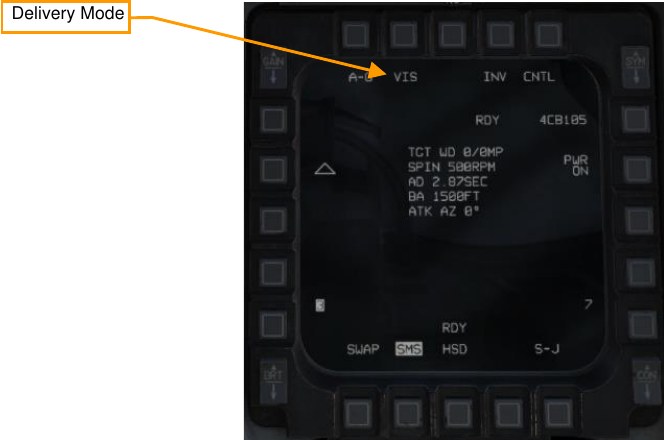 Delivery Mode
GAIN
SYM
A-G VIS INV CNTL
RDY 4CB105
TGT WD 0/0MP
SPIN 500RPM
AD 2.87SEC
BA 1500FT
ATK AZ 0°
PWR
ON
7
RDY
SWAP SMS HSD S-J
BRT
CON